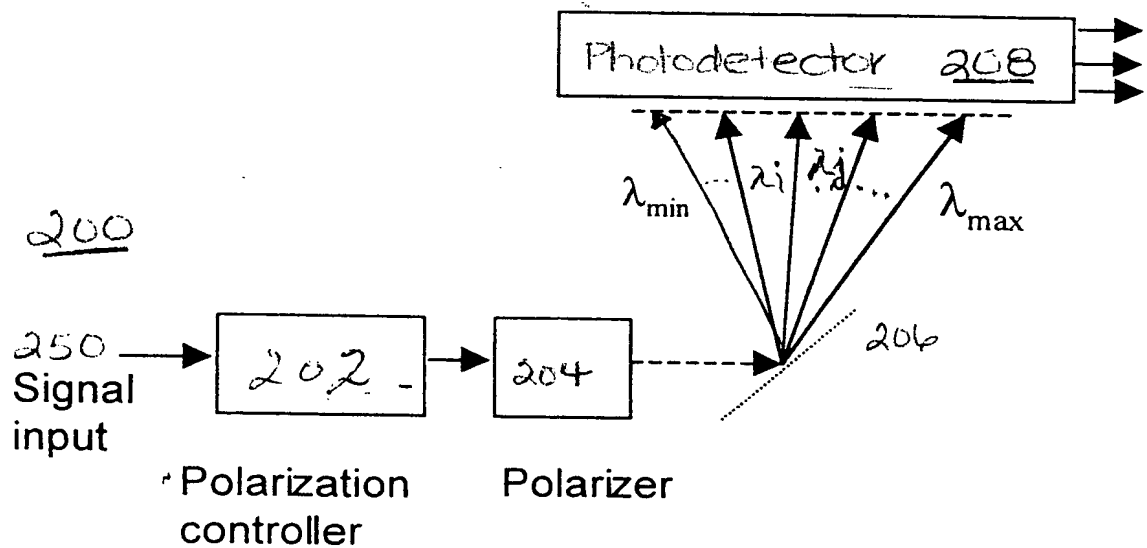 Photodetector 208
λmin
λi
λj
λmax
200
250
Signal
input
202
204
206
Polarization
controller
Polarizer